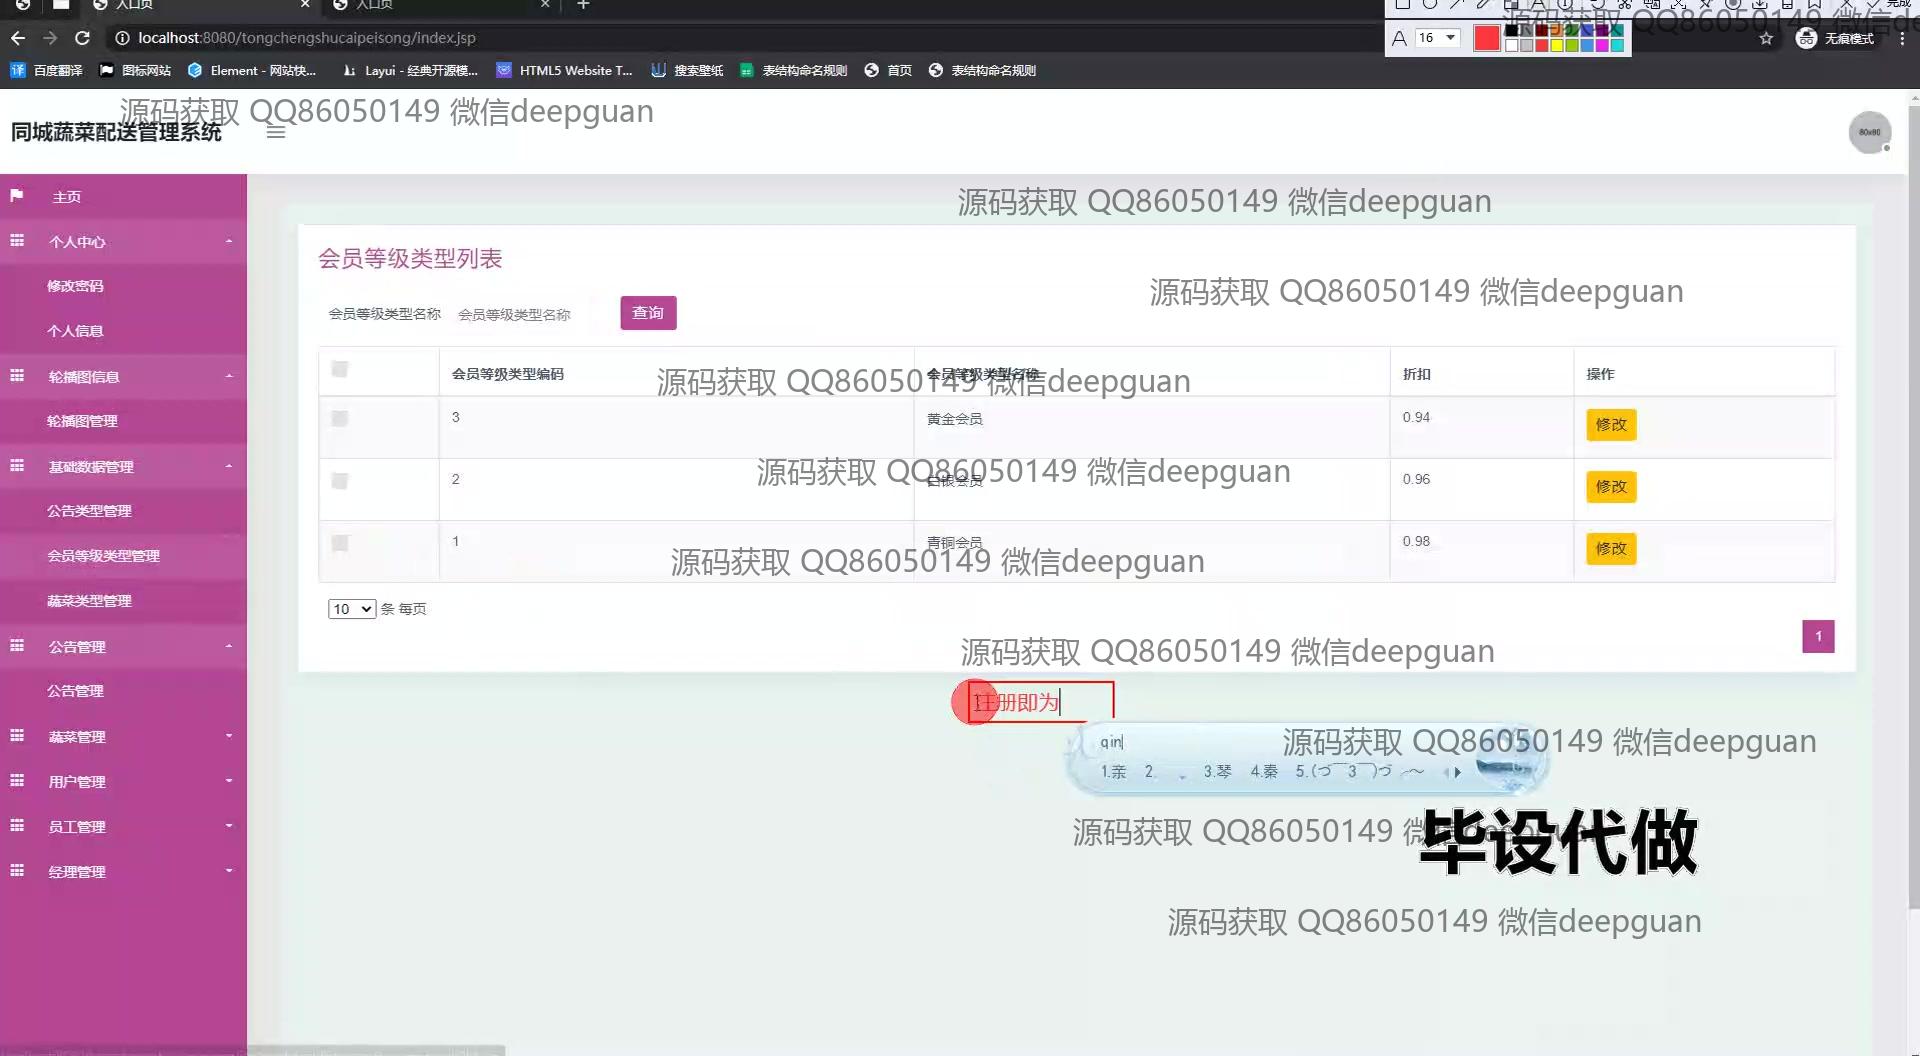 入口页
入口页
完成
localhost:8080/tongchengshucaipeisong/index.jsp
A 16
源码获取 QQ86050149 微信de
无痕模式
百度翻译 图标网站 Element - 网站快... Layui - 经典开源模... HTML5 Website T... 搜索壁纸 表结构命名规则 首页 表结构命名规则
源码获取 QQ86050149 微信deepguan
同城蔬菜配送管理系统
80x80
主页
个人中心
修改密码
个人信息
轮播图信息
轮播图管理
基础数据管理
公告类型管理
会员等级类型管理
蔬菜类型管理
公告管理
公告管理
蔬菜管理
用户管理
员工管理
经理管理
源码获取 QQ86050149 微信deepguan
会员等级类型列表
源码获取 QQ86050149 微信deepguan
会员等级类型名称 会员等级类型名称 查询
会员等级类型编码 会员等级类型名称 折扣 操作
源码获取 QQ86050149 微信deepguan
3 黄金会员 0.94 修改
源码获取 QQ86050149 微信deepguan
2 白银会员 0.96 修改
1 青铜会员 0.98 修改
源码获取 QQ86050149 微信deepguan
10 条 每页
1
源码获取 QQ86050149 微信deepguan
注册即为
qin
1.亲 2. 3.琴 4.秦 5.(づ￣3￣)づ
源码获取 QQ86050149 微信deepguan
源码获取 QQ86050149 微
毕设代做
源码获取 QQ86050149 微信deepguan